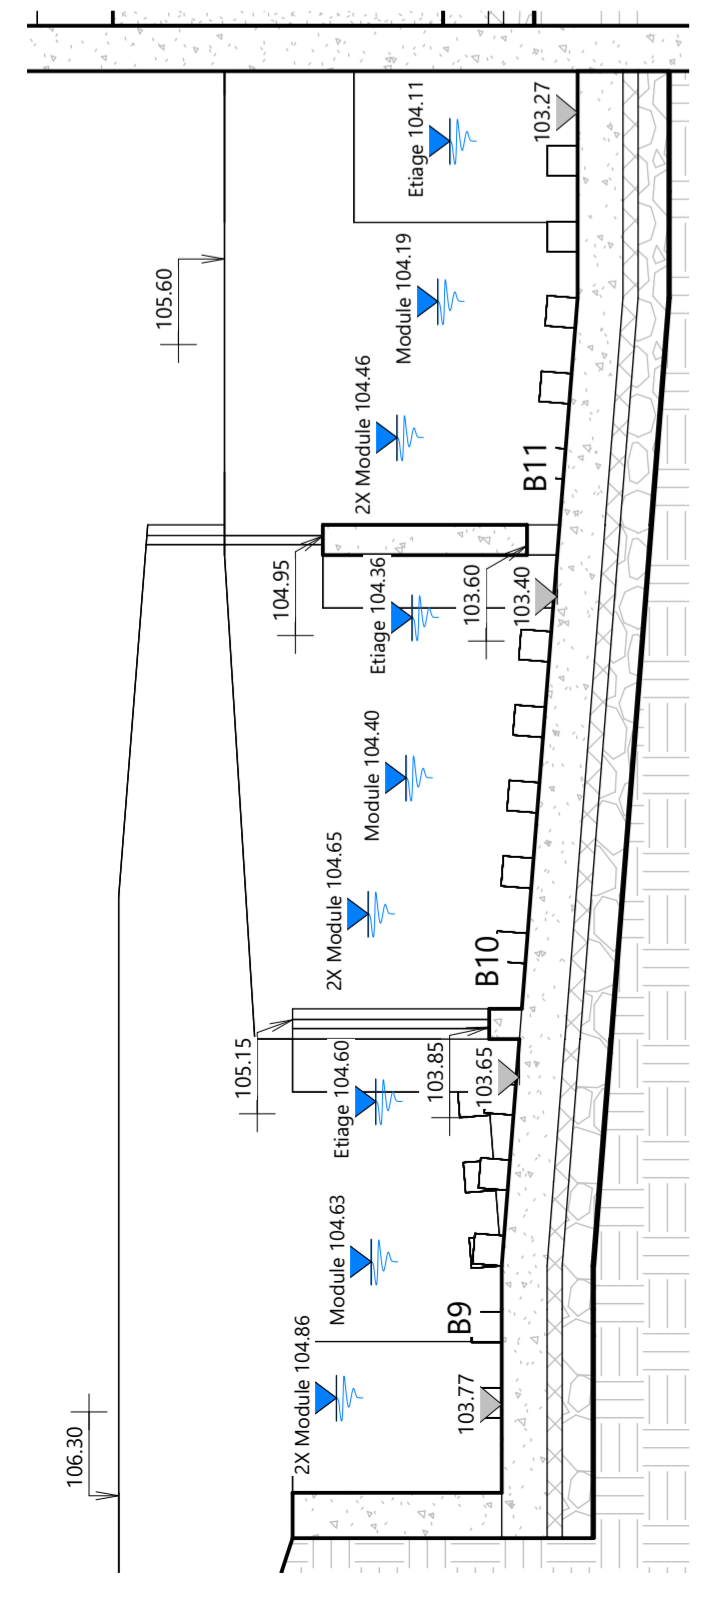 Etiage 104.11
103.27
Module 104.19
105.60
2X Module 104.46
B11
104.95
Etiage 104.36
103.60
103.40
Module 104.40
2X Module 104.65
B10
105.15
Etiage 104.60
103.85
103.65
Module 104.63
B9
2X Module 104.86
103.77
106.30